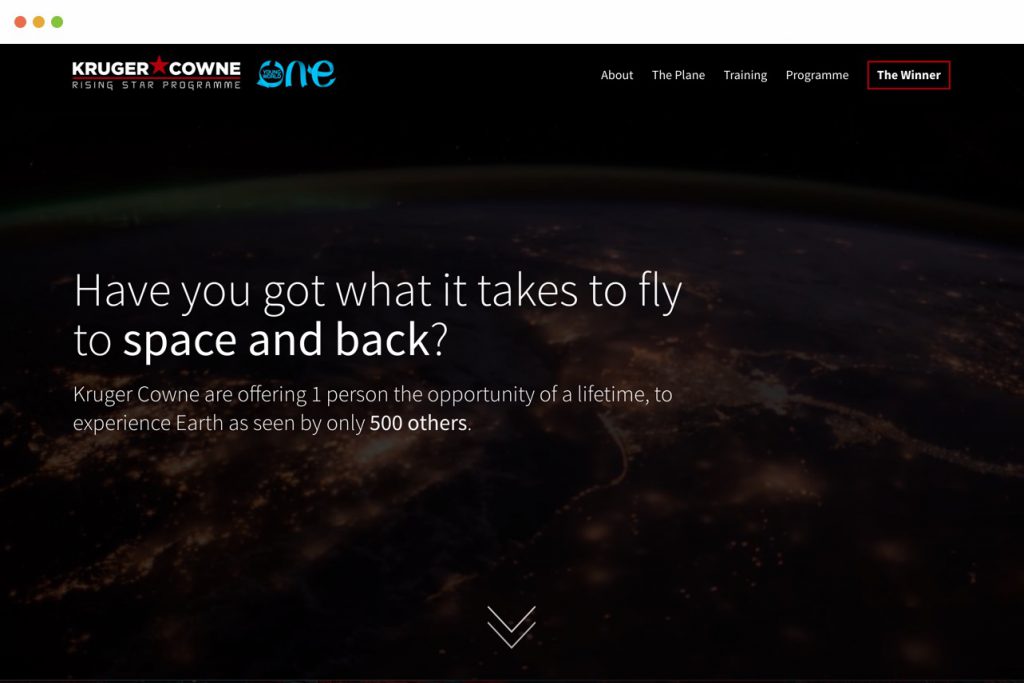 KRUGER★COWNE
RISING STAR PROGRAMME
YOUNG WORLD
one
About
The Plane
Training
Programme
The Winner
Have you got what it takes to fly
to space and back?
Kruger Cowne are offering 1 person the opportunity of a lifetime, to
experience Earth as seen by only 500 others.